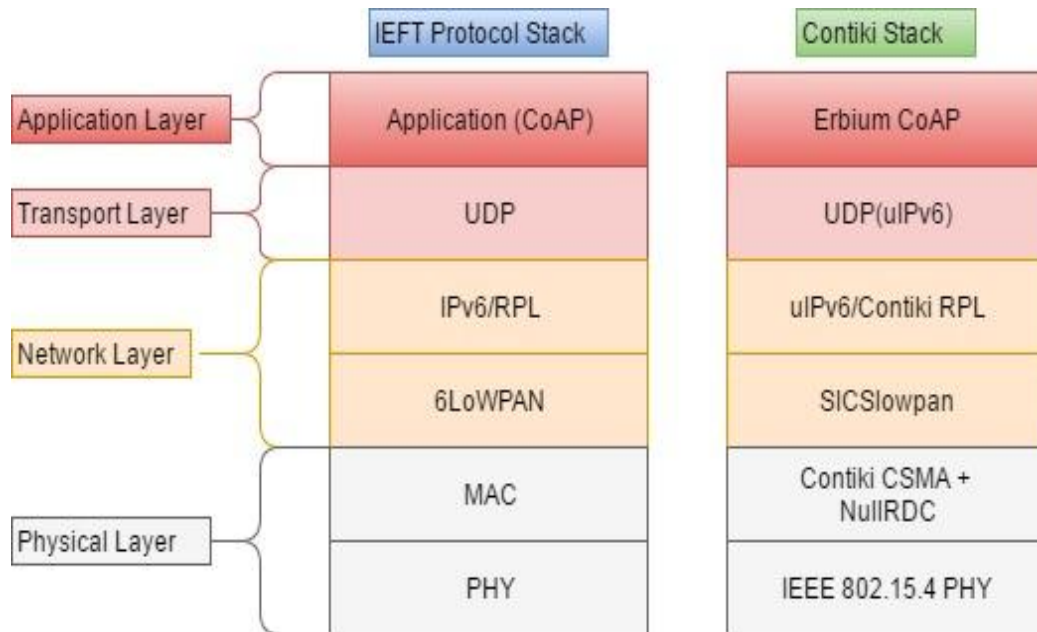 IEFT Protocol Stack
Contiki Stack
Application Layer
Application (CoAP)
Erbium CoAP
Transport Layer
UDP
UDP(uIPv6)
Network Layer
IPv6/RPL
uIPv6/Contiki RPL
6LoWPAN
SICSlowpan
Physical Layer
MAC
Contiki CSMA +
NullRDC
PHY
IEEE 802.15.4 PHY